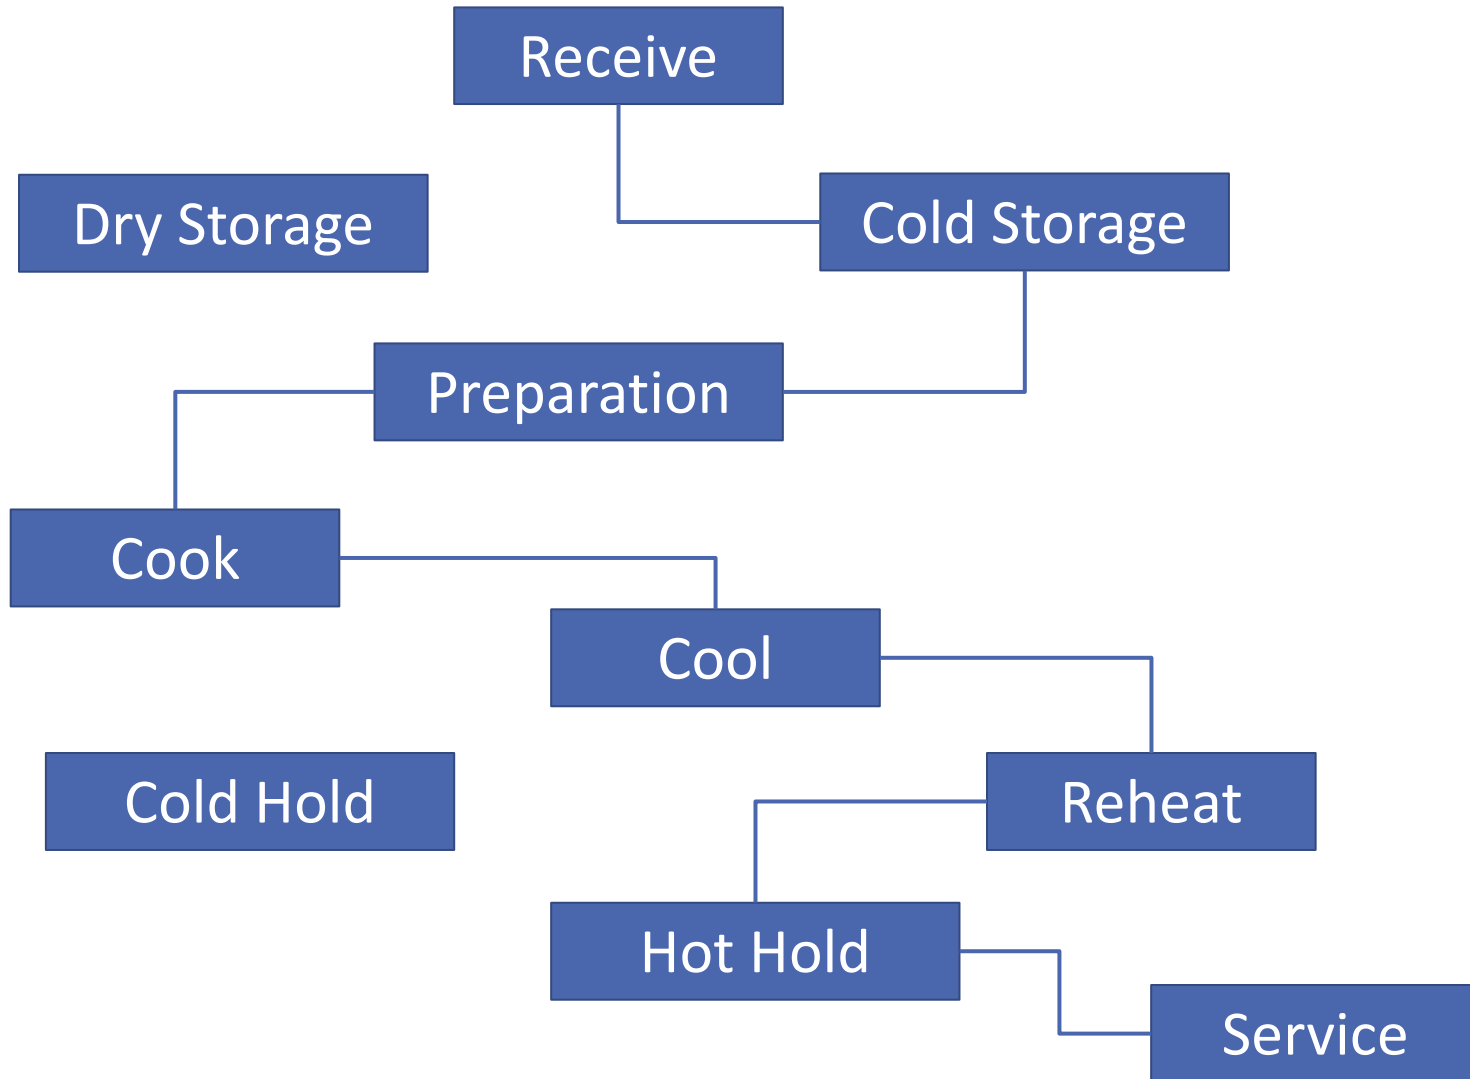 Receive
Dry Storage
Cold Storage
Preparation
Cook
Cool
Cold Hold
Reheat
Hot Hold
Service